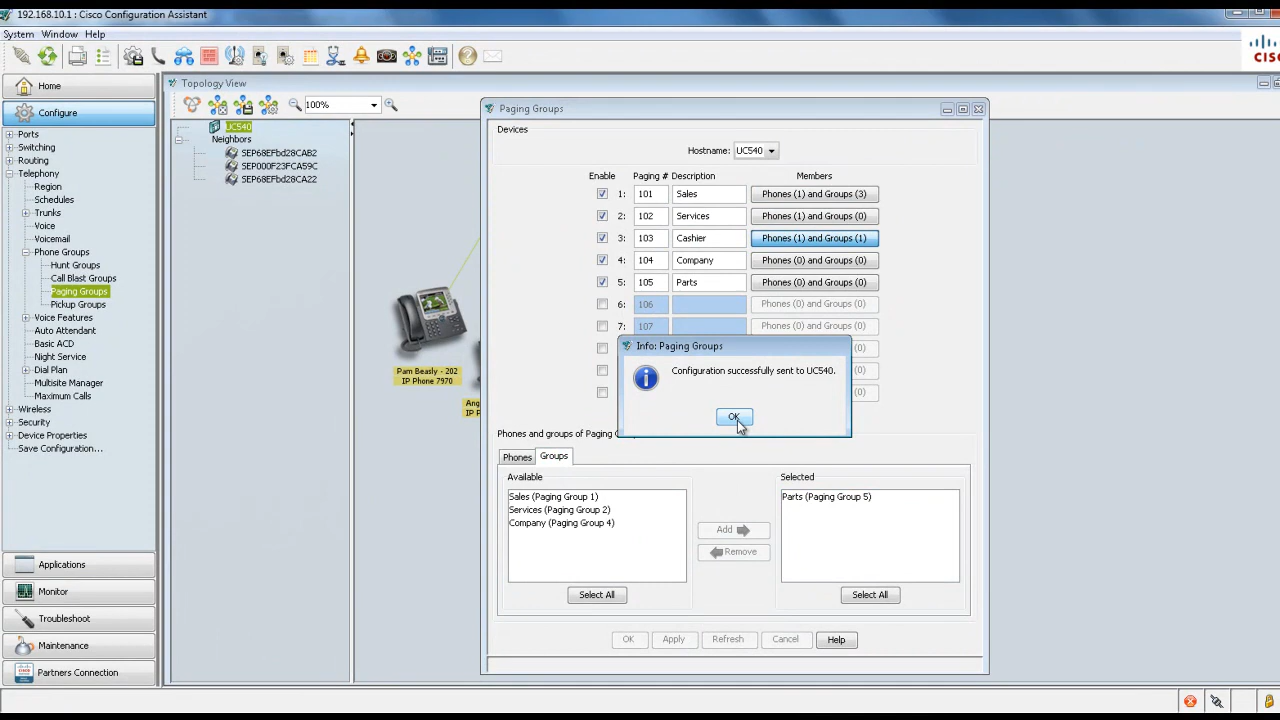 192.168.10.1 : Cisco Configuration Assistant
System Window Help
CISC
Home
Configure
Ports
Switching
Routing
Telephony
Region
Schedules
Trunks
Voice
Voicemail
Phone Groups
Hunt Groups
Call Blast Groups
Paging Groups
Pickup Groups
Voice Features
Auto Attendant
Basic ACD
Night Service
Dial Plan
Multisite Manager
Maximum Calls
Wireless
Security
Device Properties
Save Configuration...
Applications
Monitor
Troubleshoot
Maintenance
Partners Connection
Topology View
100%
UC540
Neighbors
SEP68EFbd28CAB2
SEP000F23FCA59C
SEP68EFbd28CA22
Pam Beasly - 202
IP Phone 7970
Ang
IP P
Paging Groups
Devices
Hostname: UC540
Enable Paging # Description Members
1: 101 Sales Phones (1) and Groups (3)
2: 102 Services Phones (1) and Groups (0)
3: 103 Cashier Phones (1) and Groups (1)
4: 104 Company Phones (0) and Groups (0)
5: 105 Parts Phones (0) and Groups (0)
6: 106 Phones (0) and Groups (0)
7: 107 Phones (0) and Groups (0)
(0)
(0)
(0)
Info: Paging Groups
Configuration successfully sent to UC540.
OK
Phones and groups of Paging G
Phones Groups
Available
Sales (Paging Group 1)
Services (Paging Group 2)
Company (Paging Group 4)
Select All
Add
Remove
Selected
Parts (Paging Group 5)
Select All
OK Apply Refresh Cancel Help